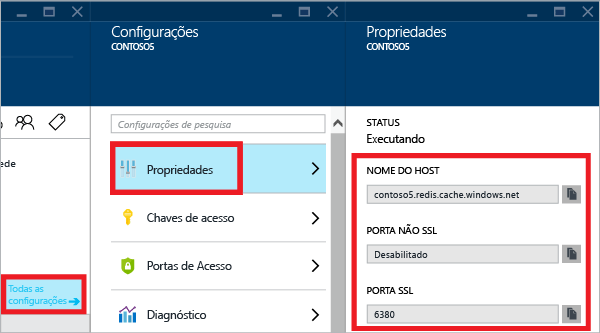 Configurações
CONTOSO5
Propriedades
CONTOSO5
ede
Todas as
configurações
Configurações de pesquisa
Propriedades
Chaves de acesso
Portas de Acesso
Diagnóstico
STATUS
Executando
NOME DO HOST
contoso5.redis.cache.windows.net
PORTA NÃO SSL
Desabilitado
PORTA SSL
6380